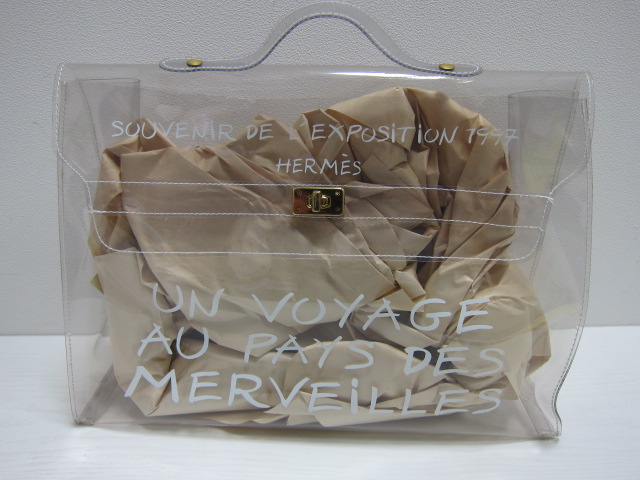 SOUVENIR DE L'EXPOSITION 1997
HERMÈS
UN VOYAGE
AU PAYS DES
MERVEILLES